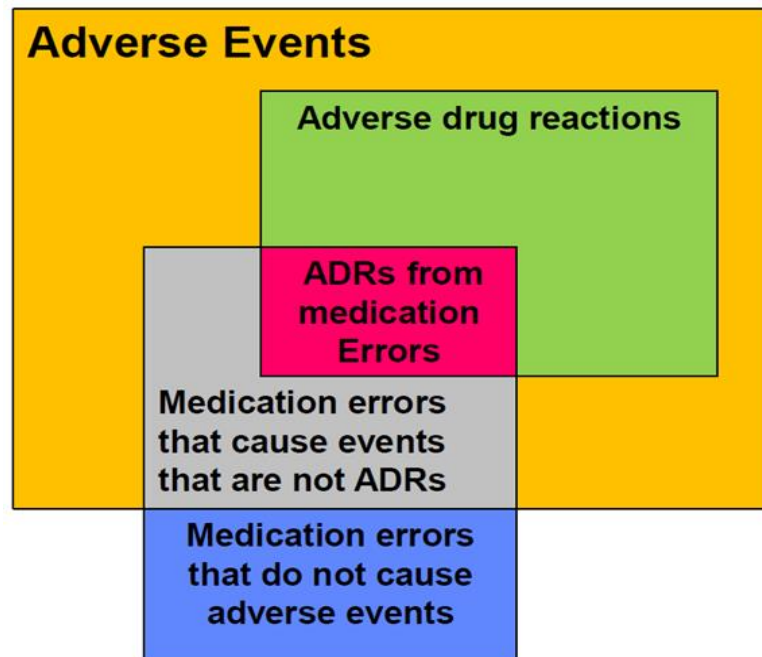 Adverse Events
Adverse drug reactions
ADRs from
medication
Errors
Medication errors
that cause events
that are not ADRs
Medication errors
that do not cause
adverse events